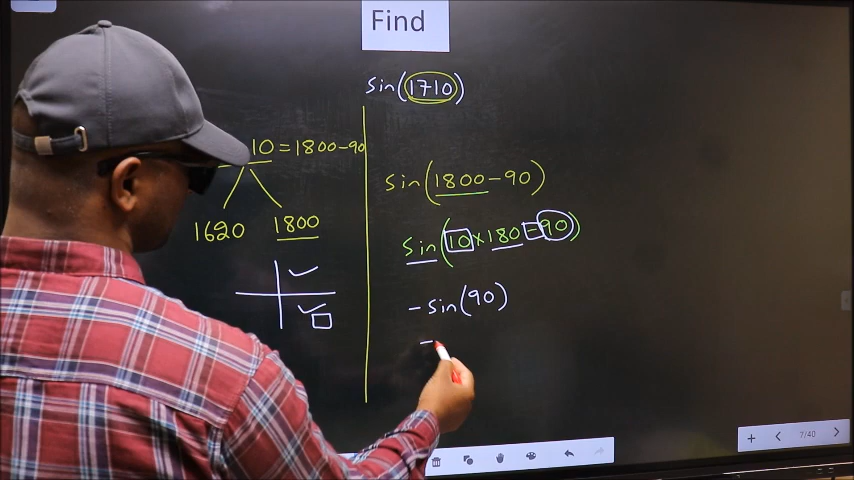 Find
sin(1710)
10 = 1800-90
1620 1800
sin(1800-90)
sin(10×180-90)
-sin(90)
-
7/40